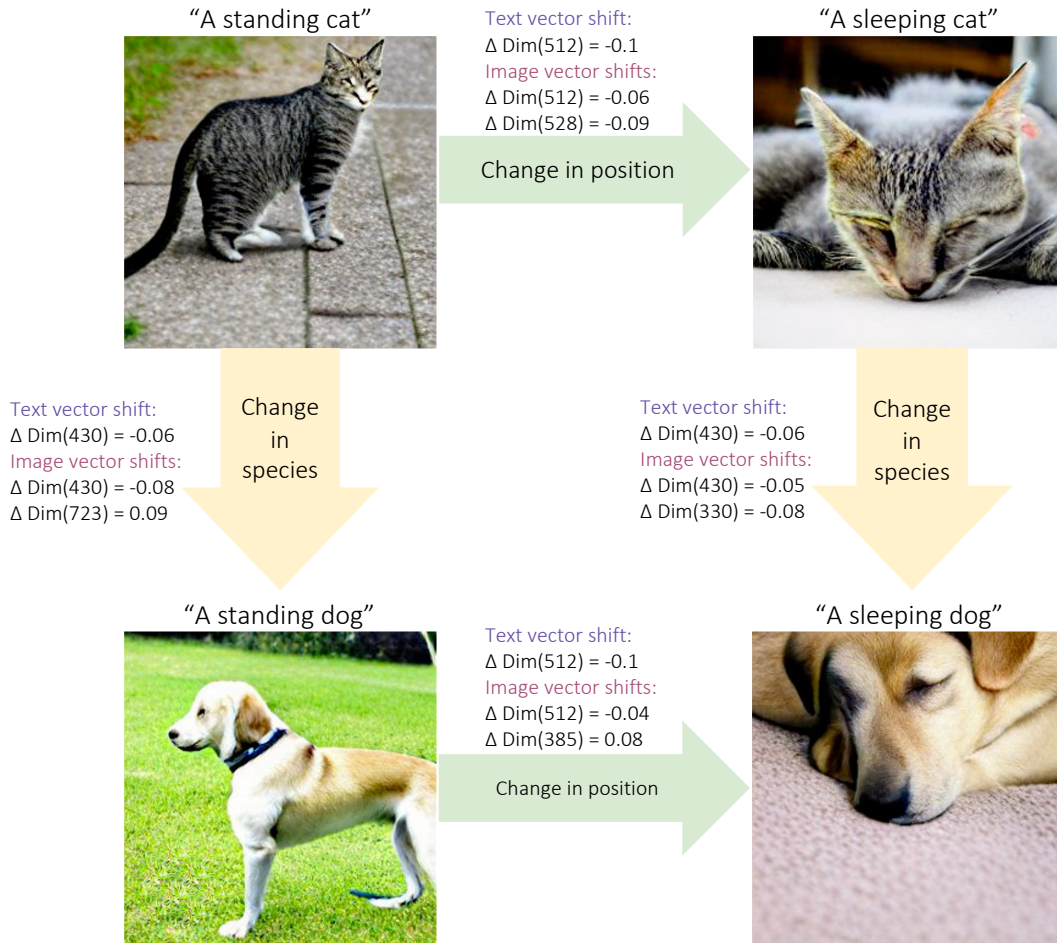 “A standing cat”
Text vector shift:
Δ Dim(512) = -0.1
Image vector shifts:
Δ Dim(512) = -0.06
Δ Dim(528) = -0.09
Change in position
“A sleeping cat”
Text vector shift:
Δ Dim(430) = -0.06
Image vector shifts:
Δ Dim(430) = -0.08
Δ Dim(723) = 0.09
Change
in
species
Text vector shift:
Δ Dim(430) = -0.06
Image vector shifts:
Δ Dim(430) = -0.05
Δ Dim(330) = -0.08
Change
in
species
“A standing dog”
Text vector shift:
Δ Dim(512) = -0.1
Image vector shifts:
Δ Dim(512) = -0.04
Δ Dim(385) = 0.08
Change in position
“A sleeping dog”